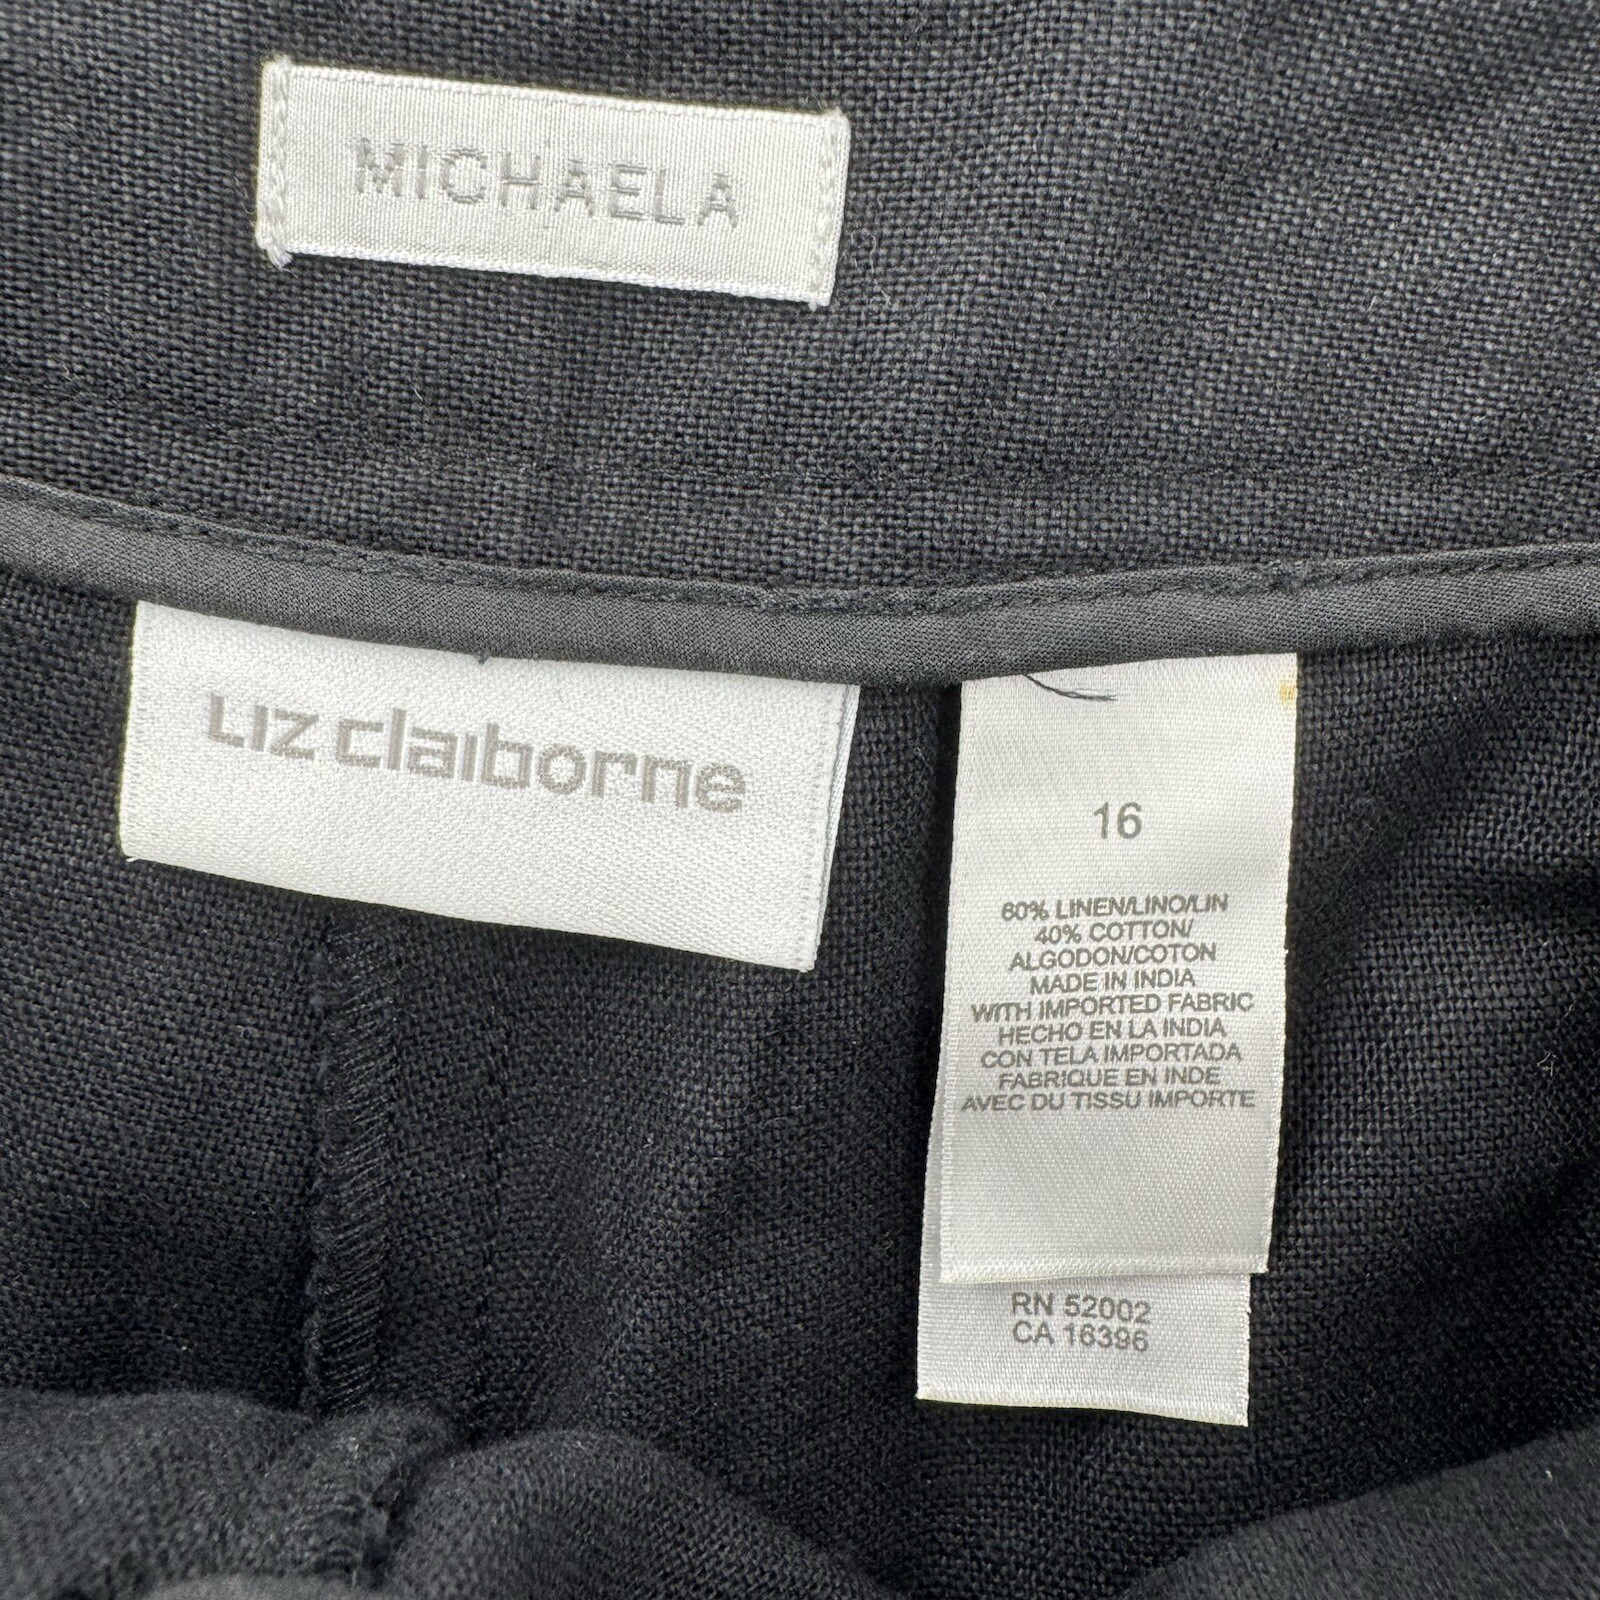 MICHAELA
Liz claiborne
16
60% LINEN/LINO/LIN
40% COTTON/
ALGODON/COTON
MADE IN INDIA
WITH IMPORTED FABRIC
HECHO EN LA INDIA
CON TELA IMPORTADA
FABRIQUE EN INDE
AVEC DU TISSU IMPORTE
RN 52002
CA 16396